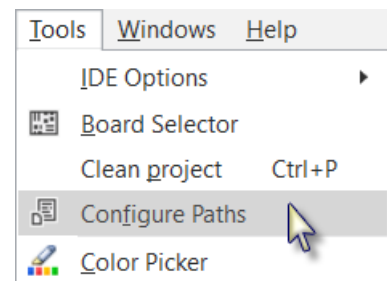 Tools Windows Help
IDE Options
Board Selector
Clean project Ctrl+P
Configure Paths
Color Picker